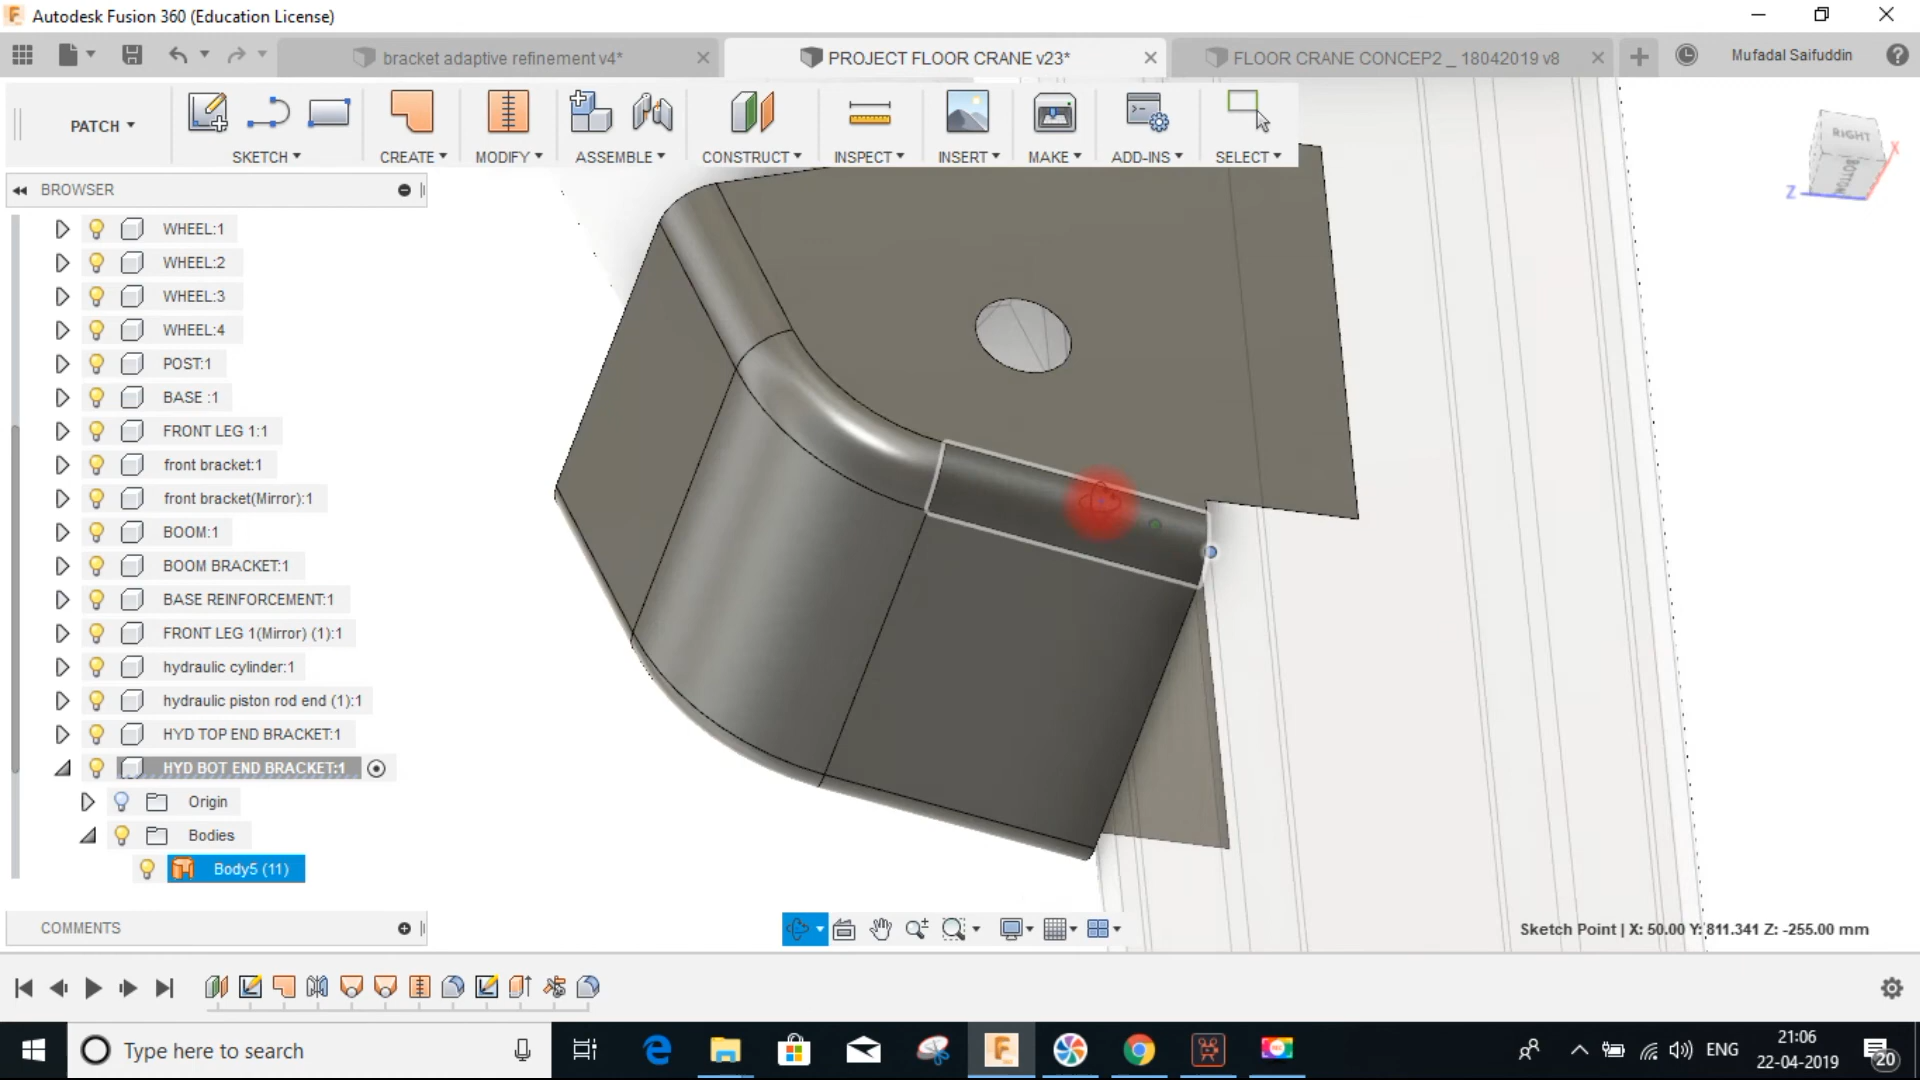 Autodesk Fusion 360 (Education License)
bracket adaptive refinement v4*
PROJECT FLOOR CRANE v23*
FLOOR CRANE CONCEP2 _ 18042019 v8
Mufadal Saifuddin
PATCH
SKETCH
CREATE
MODIFY
ASSEMBLE
CONSTRUCT
INSPECT
INSERT
MAKE
ADD-INS
SELECT
RIGHT
BOTTOM
X
Z
BROWSER
WHEEL:1
WHEEL:2
WHEEL:3
WHEEL:4
POST:1
BASE :1
FRONT LEG 1:1
front bracket:1
front bracket(Mirror):1
BOOM:1
BOOM BRACKET:1
BASE REINFORCEMENT:1
FRONT LEG 1(Mirror) (1):1
hydraulic cylinder:1
hydraulic piston rod end (1):1
HYD TOP END BRACKET:1
HYD BOT END BRACKET:1
Origin
Bodies
Body5 (11)
COMMENTS
Sketch Point | X: 50.00 Y: 811.341 Z: -255.00 mm
Type here to search
ENG
21:06
22-04-2019
20